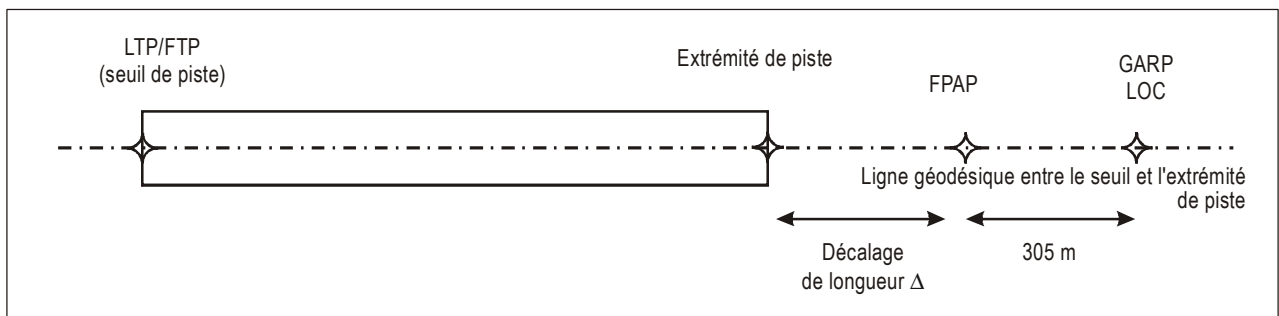 LTP/FTP
(seuil de piste)
Extrémité de piste
FPAP
GARP
LOC
Ligne géodésique entre le seuil et l'extrémité
de piste
Décalage
de longueur Δ
305 m